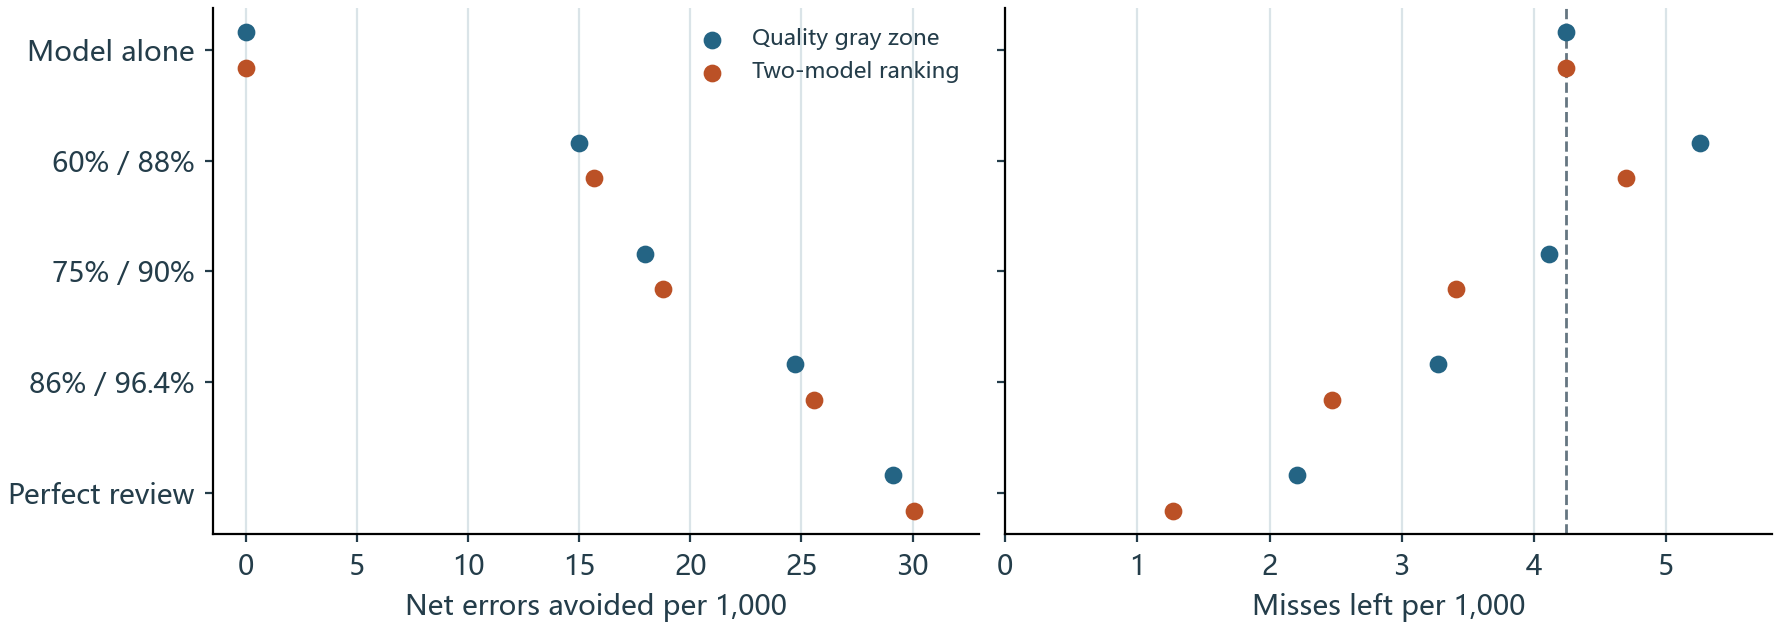 Model alone
60% / 88%
75% / 90%
86% / 96.4%
Perfect review
Quality gray zone
Two-model ranking
0 5 10 15 20 25 30
Net errors avoided per 1,000
0 1 2 3 4 5
Misses left per 1,000